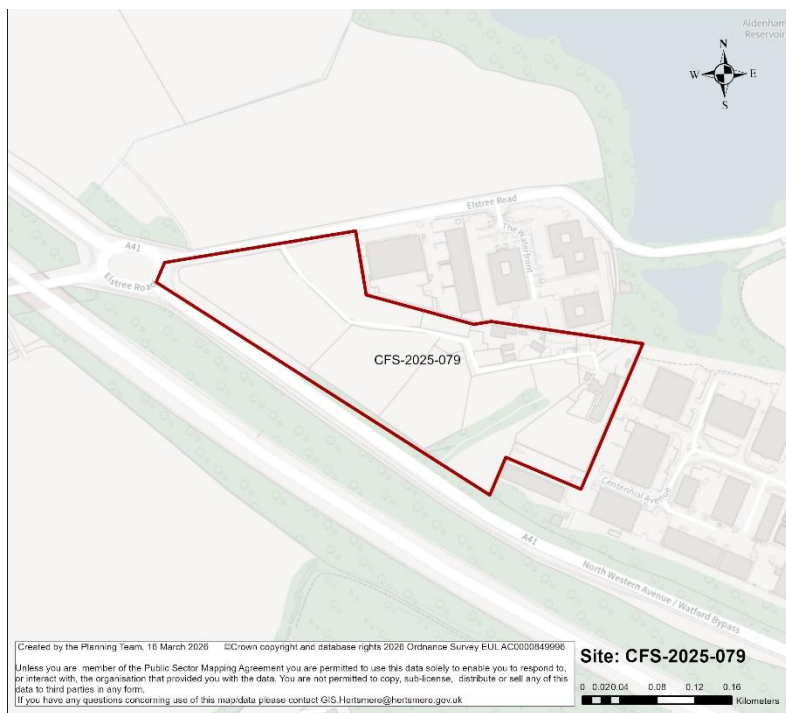 Aldenham
Reservoir
N
W E
S
Elstree Road
A41
The Waterfront
Elstree Road
CFS-2025-079
Centennial Avenue
A41
North Western Avenue / Watford Bypass
Created by the Planning Team, 16 March 2026 ©Crown copyright and database rights 2026 Ordnance Survey EUL AC0000849996
Unless you are member of the Public Sector Mapping Agreement you are permitted to use this data solely to enable you to respond to,
or interact with, the organisation that provided you with the data. You are not permitted to copy, sub-license, distribute or sell any of this
data to third parties in any form.
If you have any questions concerning use of this map/data please contact GIS.Hertsmere@hertsmere.gov.uk
Site: CFS-2025-079
0 0.020.04 0.08 0.12 0.16
Kilometers